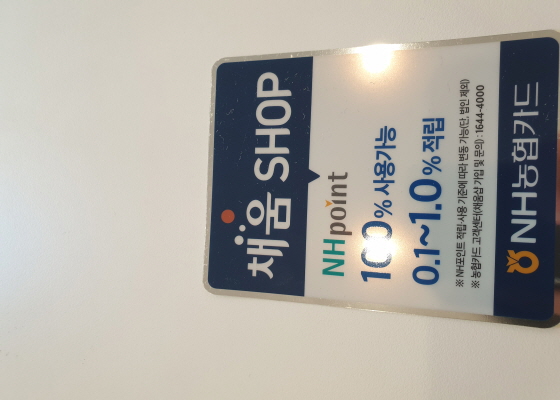 채움 SHOP
NHpoint
100% 사용가능
0.1~1.0% 적립
※ NH포인트 적립·사용 기준에 따라 변동 가능(단, 법인 제외)
※ 농협카드 고객센터(채움샵 가입 및 문의) : 1644-4000
NH농협카드